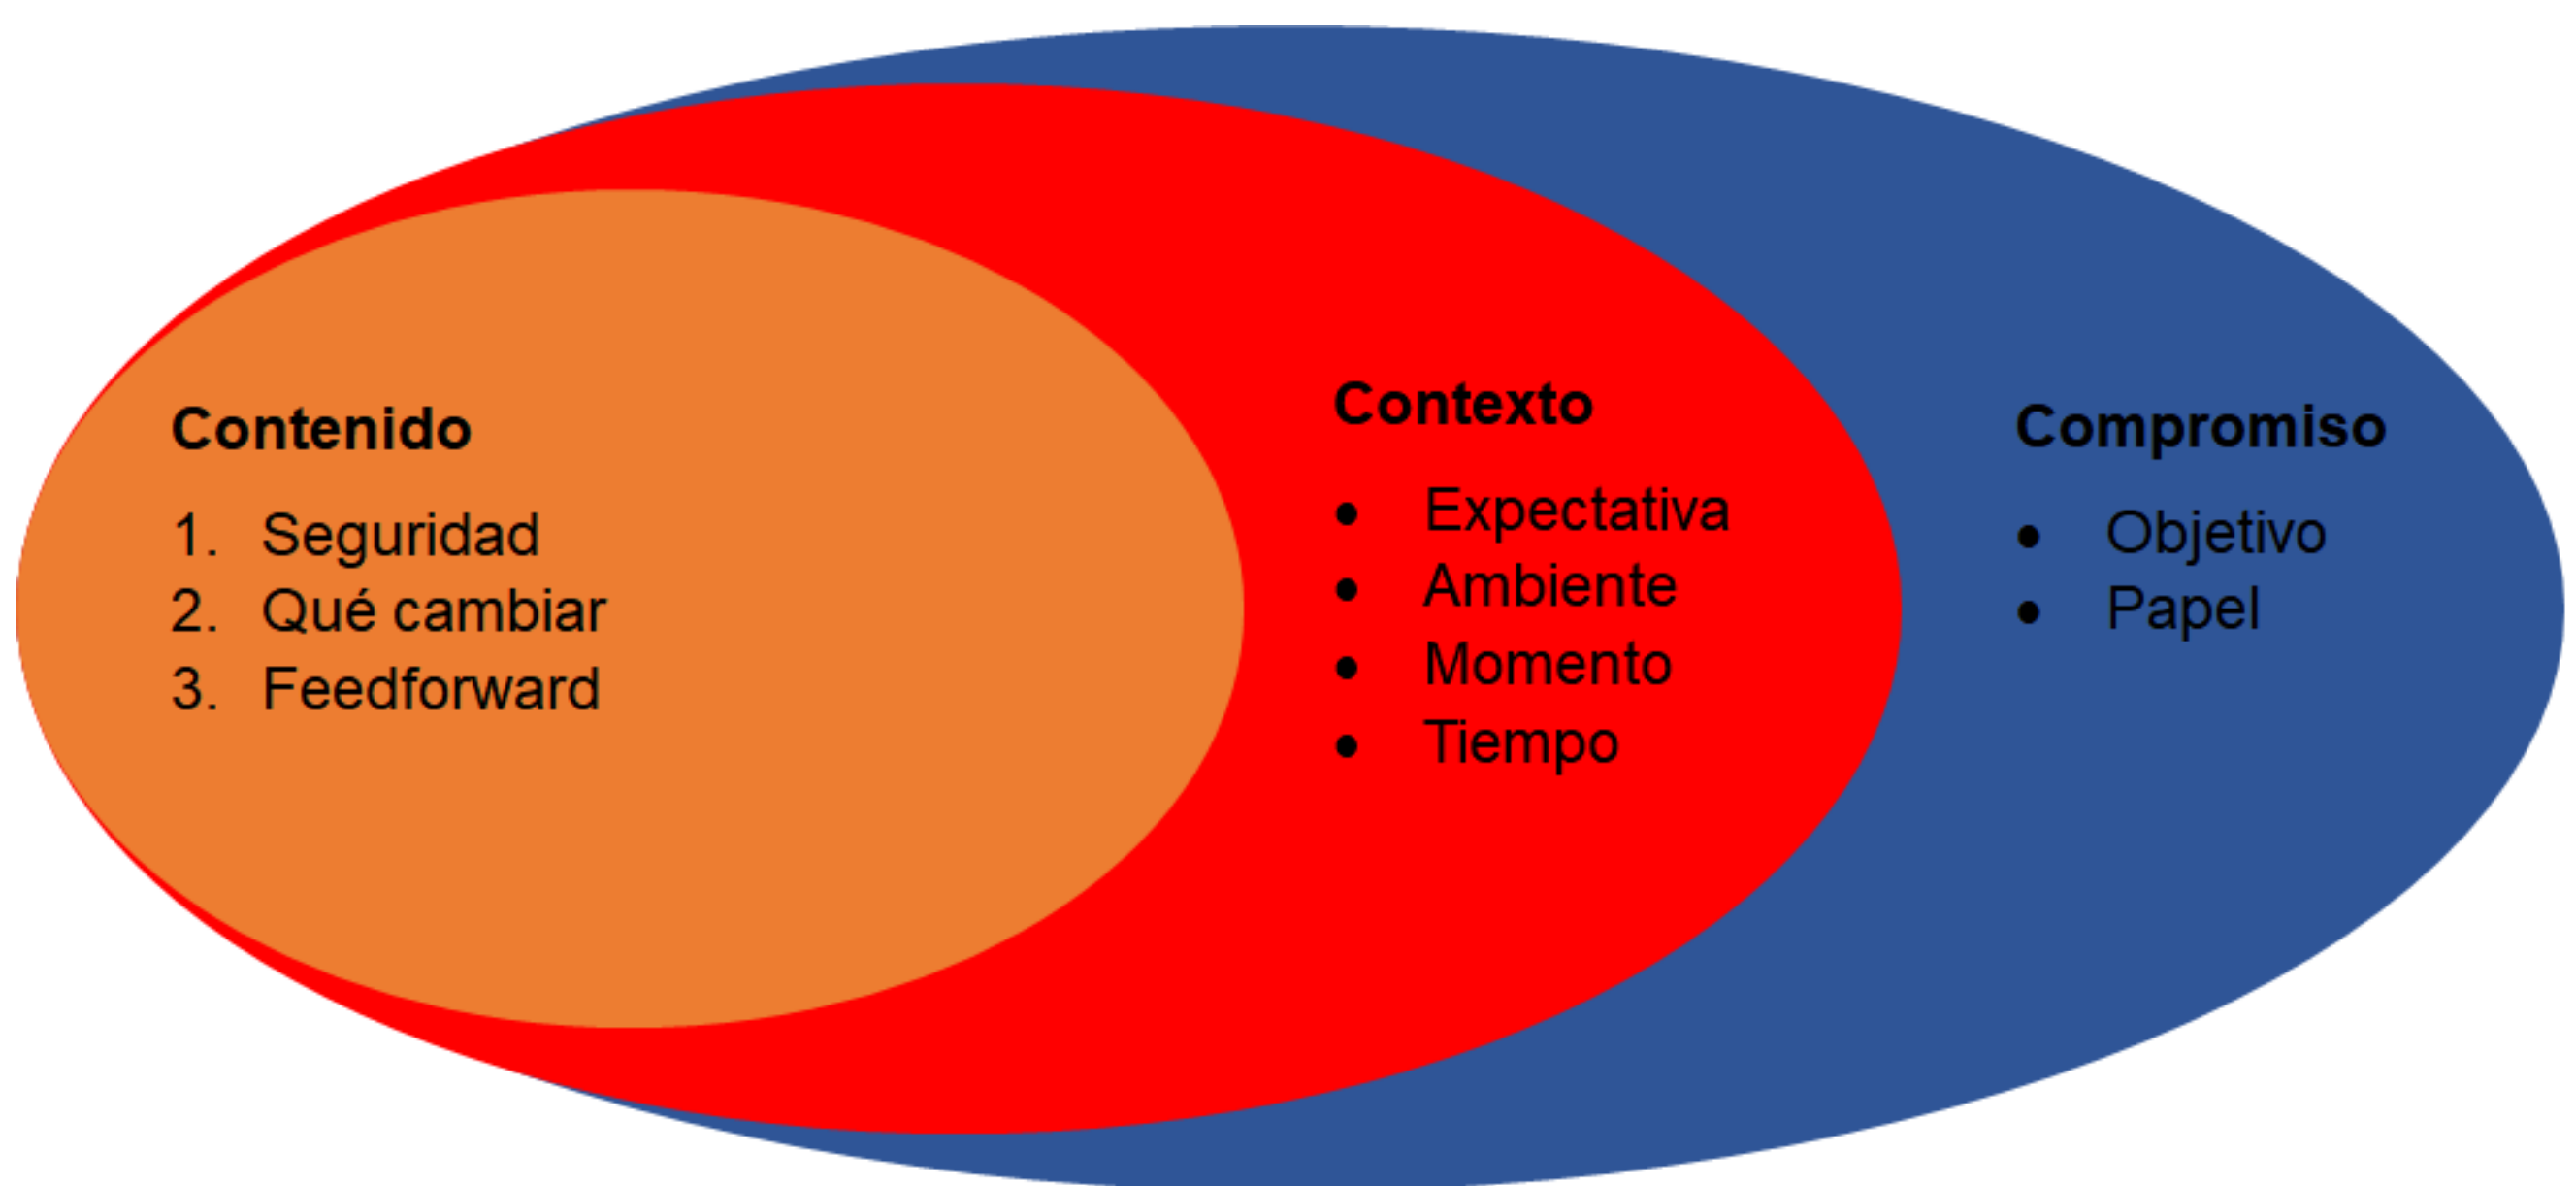 Contenido
1. Seguridad
2. Qué cambiar
3. Feedforward
Contexto
● Expectativa
● Ambiente
● Momento
● Tiempo
Compromiso
● Objetivo
● Papel